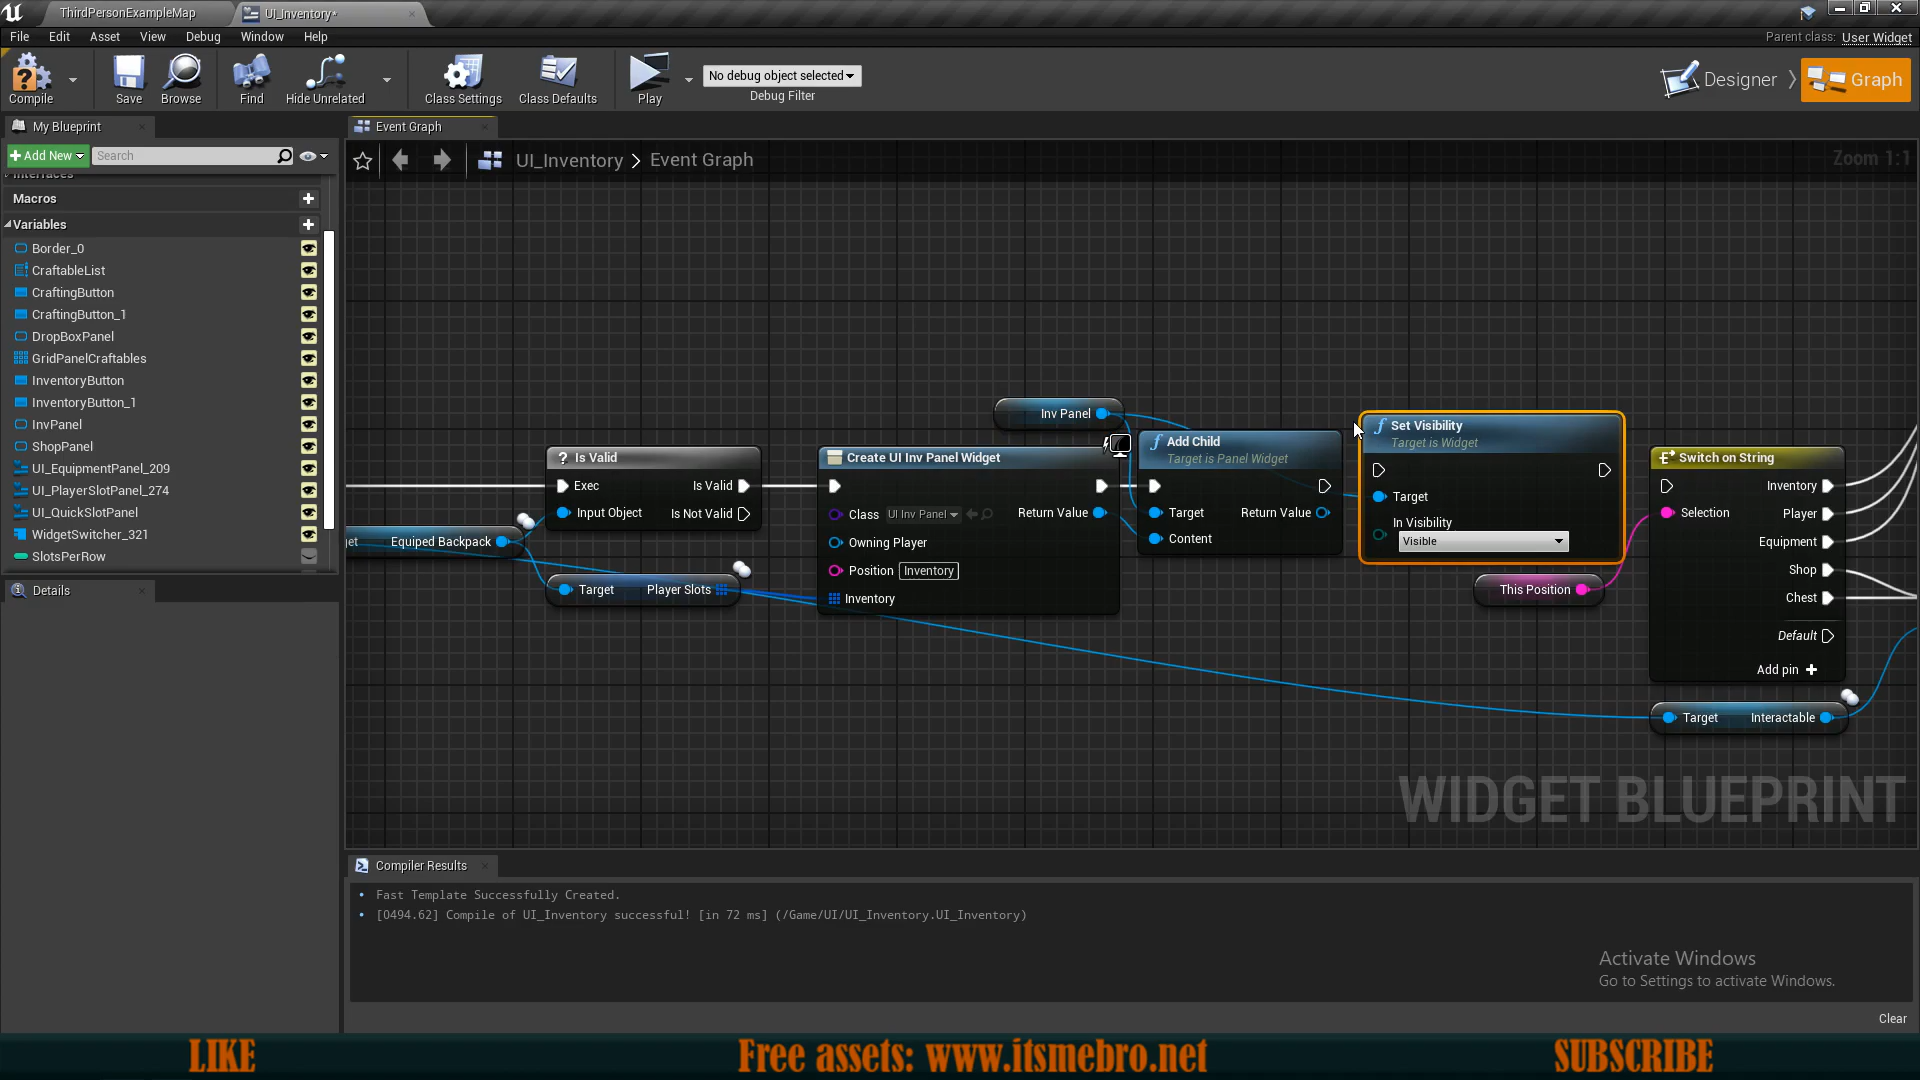 ThirdPersonExampleMap
UI_Inventory*
File Edit Asset View Debug Window Help
Parent class: User Widget
Compile
Save
Browse
Find
Hide Unrelated
Class Settings
Class Defaults
Play
No debug object selected
Debug Filter
Designer
Graph
My Blueprint
Event Graph
Add New
Search
UI_Inventory > Event Graph
Zoom 1:1
Interfaces
Macros
Variables
Border_0
CraftableList
CraftingButton
CraftingButton_1
DropBoxPanel
GridPanelCraftables
InventoryButton
InventoryButton_1
InvPanel
ShopPanel
UI_EquipmentPanel_209
UI_PlayerSlotPanel_274
UI_QuickSlotPanel
WidgetSwitcher_321
SlotsPerRow
Details
get
Equiped Backpack
? Is Valid
Exec
Is Valid
Input Object
Is Not Valid
Target
Player Slots
Create UI Inv Panel Widget
Class
UI Inv Panel
Return Value
Owning Player
Position
Inventory
Inventory
Inv Panel
f Add Child
Target is Panel Widget
Target
Return Value
Content
f Set Visibility
Target is Widget
Target
In Visibility
Visible
This Position
Switch on String
Inventory
Selection
Player
Equipment
Shop
Chest
Default
Add pin +
Target
Interactable
WIDGET BLUEPRINT
Compiler Results
Fast Template Successfully Created.
[0494.62] Compile of UI_Inventory successful! [in 72 ms] (/Game/UI/UI_Inventory.UI_Inventory)
Activate Windows
Go to Settings to activate Windows.
Clear
LIKE
Free assets: www.itsmebro.net
SUBSCRIBE